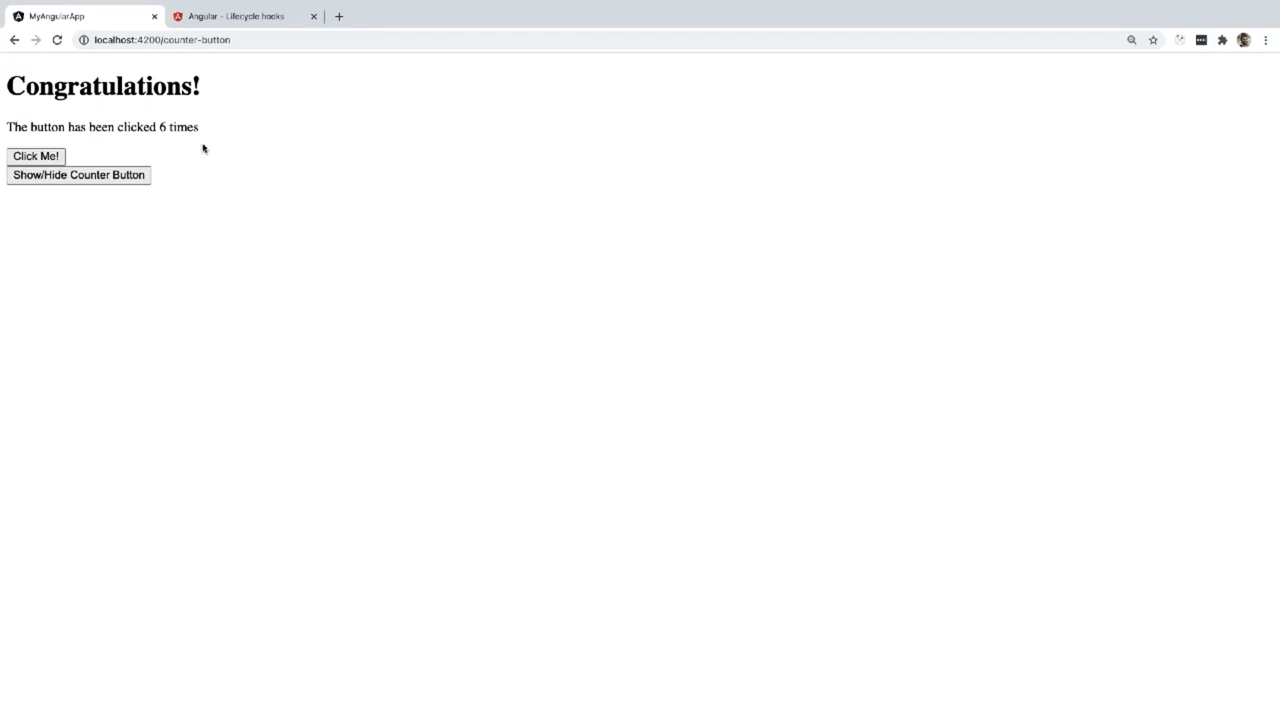 MyAngularApp
Angular - Lifecycle hooks
localhost:4200/counter-button
Congratulations!
The button has been clicked 6 times
Click Me!
Show/Hide Counter Button